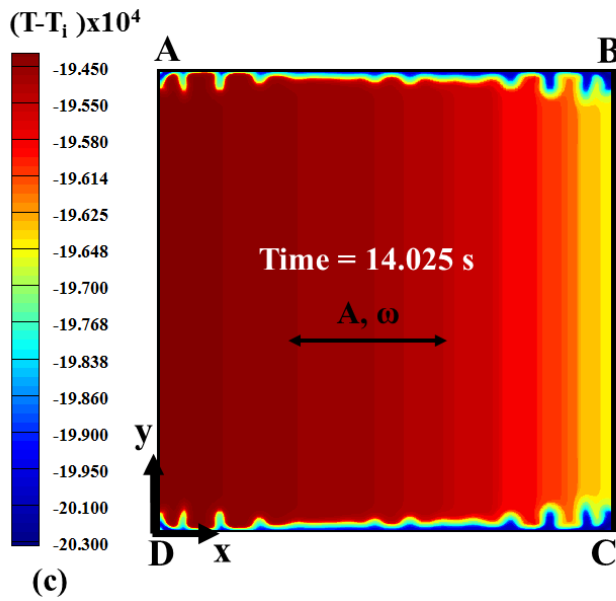 (T-Tᵢ )x10⁴
A
B
-19.450
-19.550
-19.580
-19.614
-19.625
-19.648
-19.700
-19.768
-19.838
-19.860
-19.900
-19.950
-20.100
-20.300
Time = 14.025 s
A, ω
y
x
D
C
(c)